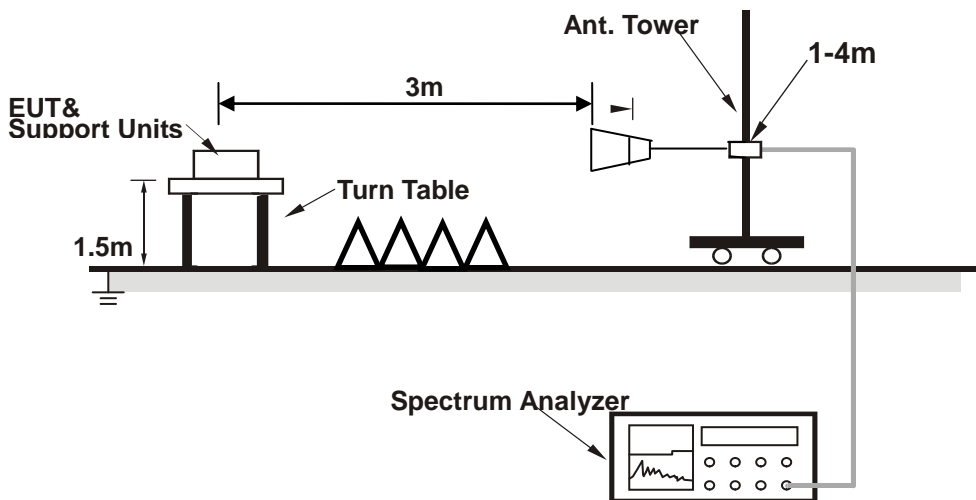 Ant. Tower
1-4m
3m
EUT&
Support Units
Turn Table
1.5m
Spectrum Analyzer